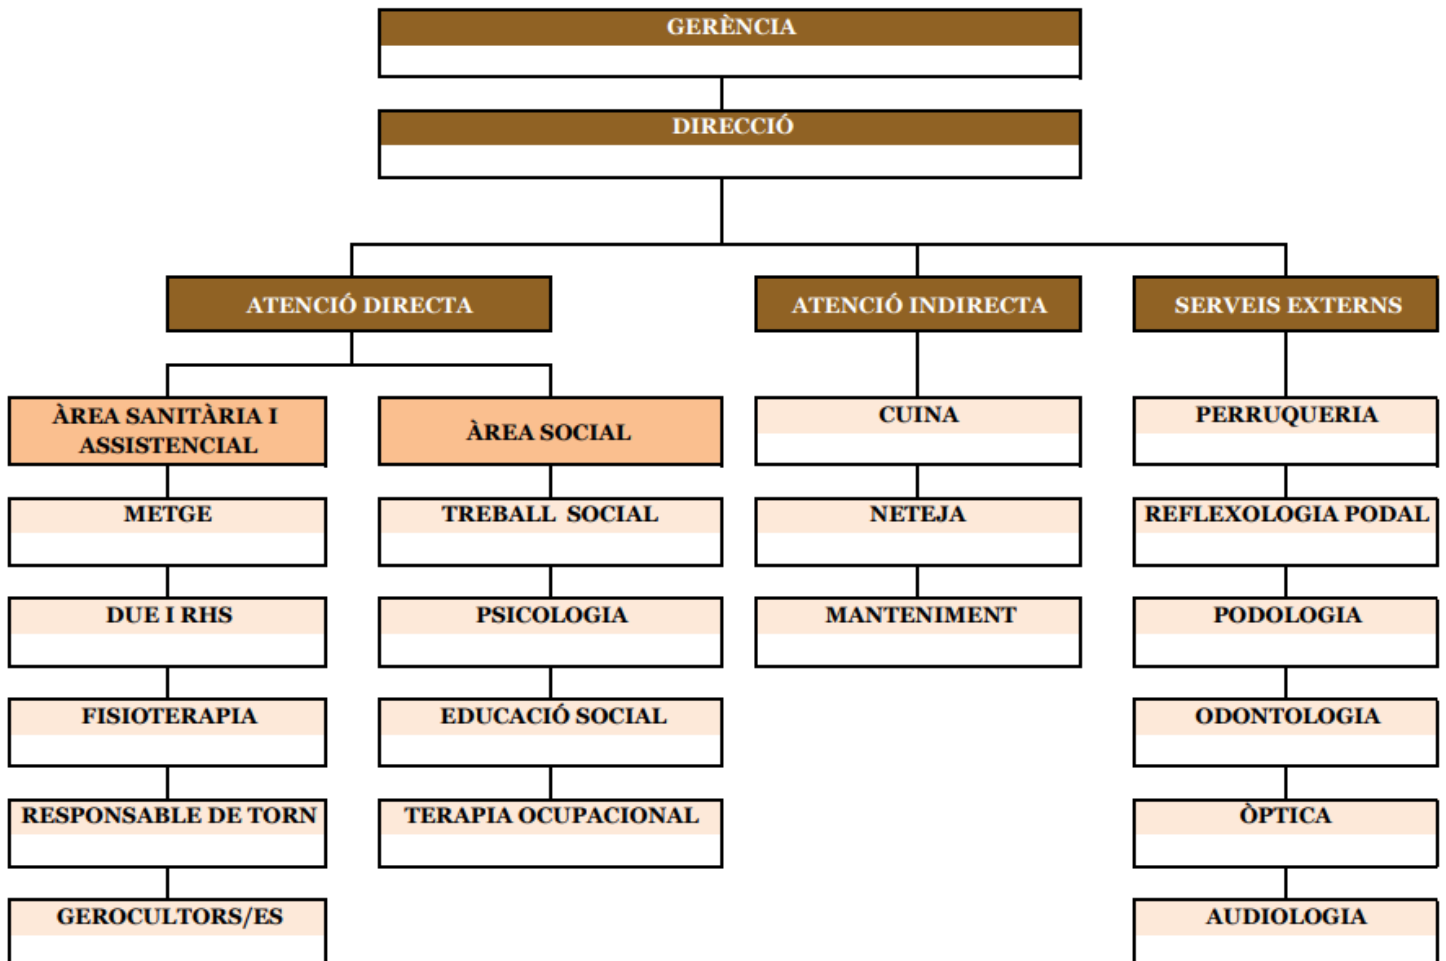 GERÈNCIA
DIRECCIÓ
ATENCIÓ DIRECTA
ATENCIÓ INDIRECTA
SERVEIS EXTERNS
ÀREA SANITÀRIA I
ASSISTENCIAL
ÀREA SOCIAL
CUINA
PERRUQUERIA
METGE
TREBALL SOCIAL
NETEJA
REFLEXOLOGIA PODAL
DUE I RHS
PSICOLOGIA
MANTENIMENT
PODOLOGIA
FISIOTERAPIA
EDUCACIÓ SOCIAL
ODONTOLOGIA
RESPONSABLE DE TORN
TERAPIA OCUPACIONAL
ÒPTICA
GEROCULTORS/ES
AUDIOLOGIA